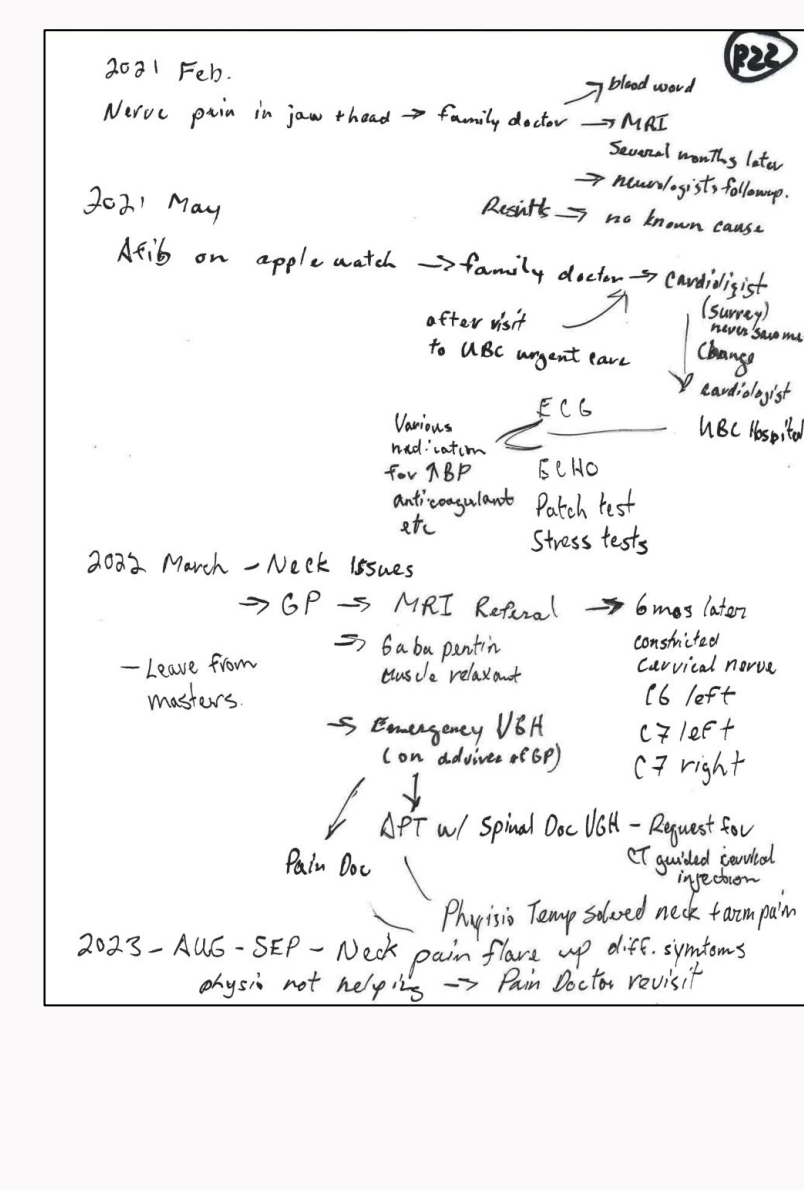 P22
2021 Feb.
Nerve pain in jaw + head → family doctor → blood word
→ MRI
Several months later
→ neurologists followup.
Results → no known cause
2021 May
Afib on apple watch → family doctor → Cardioligist
(Surrey)
never saw me
after visit
to UBC urgent care
Change
cardiologist
UBC Hospital
ECG
ECHO
Patch test
Stress tests
Various
for ↑BP
anticoagulant
etc
2022 March - Neck Issues
→ GP → MRI Referal → 6 mos later
constricted
Cervical nerve
C6 left
C7 left
C7 right
→ Gaba pentin
Muscle relaxant
- Leave from
masters.
→ Emergency VGH
(on advice of GP)
Pain Doc
APT w/ Spinal Doc VGH - Request for
CT guided cervical
injection
Phyisio Temp solved neck + arm pain
2023 - AUG - SEP - Neck pain flare up diff. symtoms
physio not helping → Pain Doctor revisit